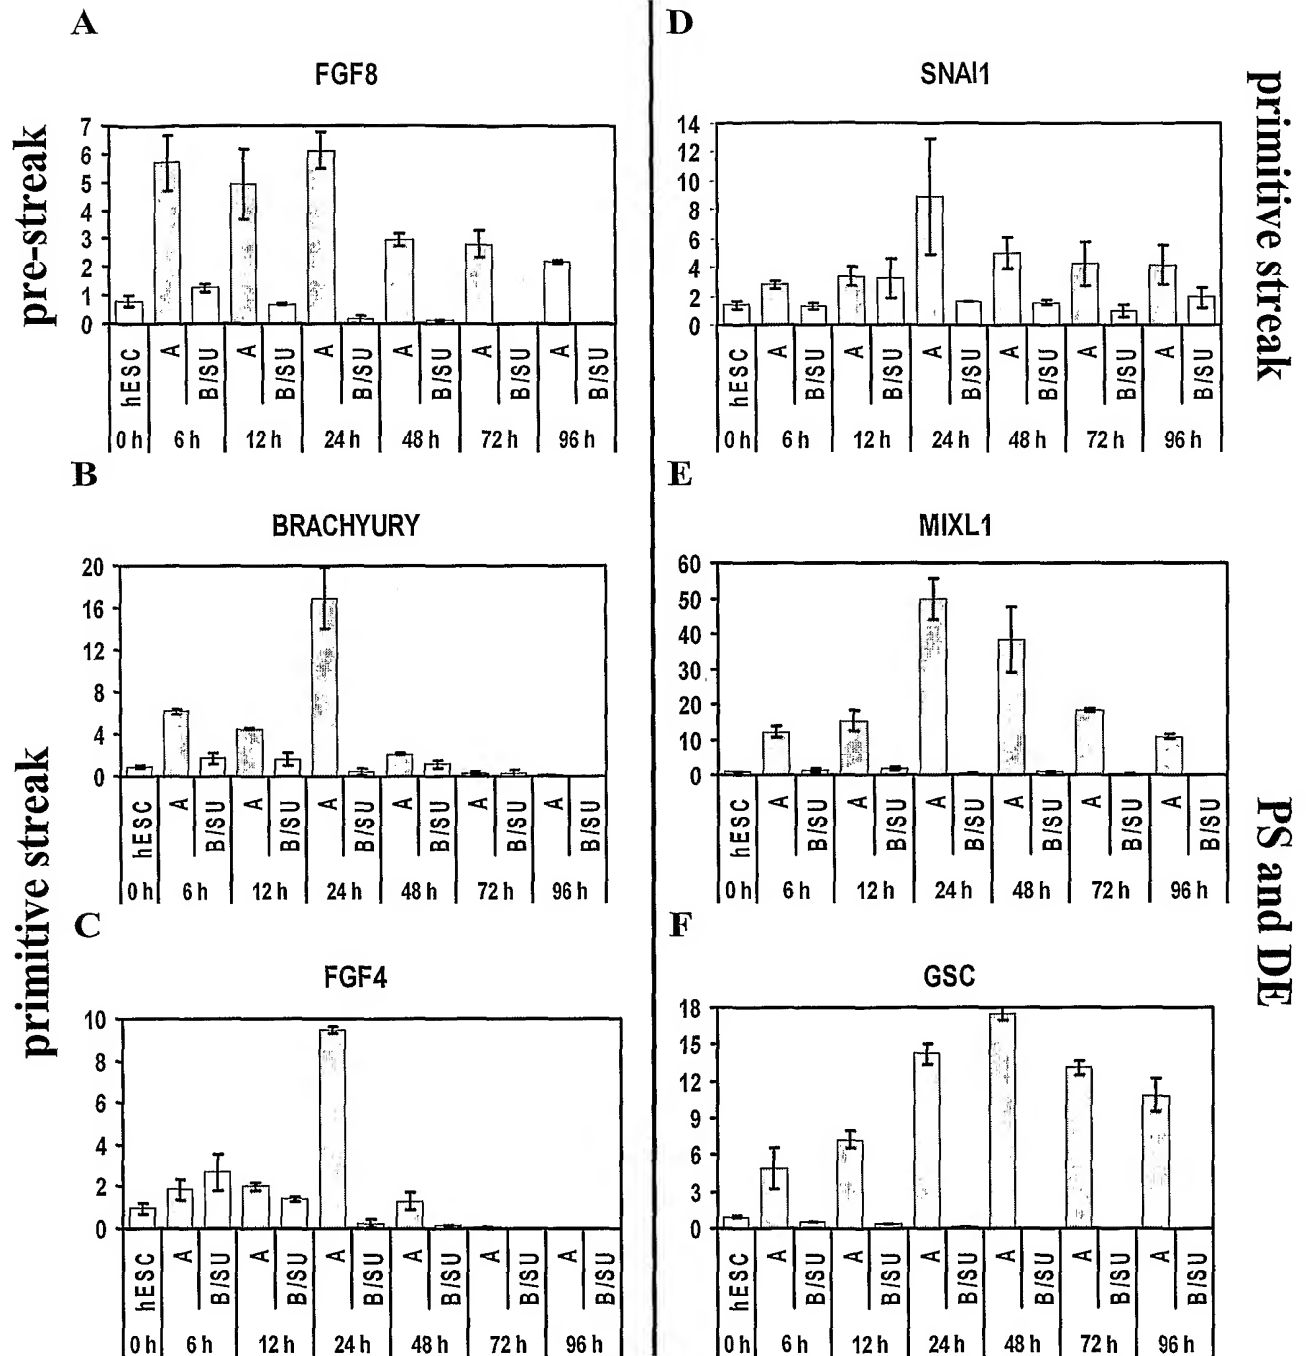 A
FGF8
pre-streak
7
6
5
4
3
2
1
0
hESC A B/SU A B/SU A B/SU A B/SU A B/SU A B/SU
0 h 6 h 12 h 24 h 48 h 72 h 96 h
B
BRACHYURY
primitive streak
20
16
12
8
4
0
hESC A B/SU A B/SU A B/SU A B/SU A B/SU A B/SU
0 h 6 h 12 h 24 h 48 h 72 h 96 h
C
FGF4
10
8
6
4
2
0
hESC A B/SU A B/SU A B/SU A B/SU A B/SU A B/SU
0 h 6 h 12 h 24 h 48 h 72 h 96 h
D
SNAI1
primitive streak
14
12
10
8
6
4
2
0
hESC A B/SU A B/SU A B/SU A B/SU A B/SU A B/SU
0 h 6 h 12 h 24 h 48 h 72 h 96 h
E
MIXL1
PS and DE
60
50
40
30
20
10
0
hESC A B/SU A B/SU A B/SU A B/SU A B/SU A B/SU
0 h 6 h 12 h 24 h 48 h 72 h 96 h
F
GSC
18
15
12
9
6
3
0
hESC A B/SU A B/SU A B/SU A B/SU A B/SU A B/SU
0 h 6 h 12 h 24 h 48 h 72 h 96 h